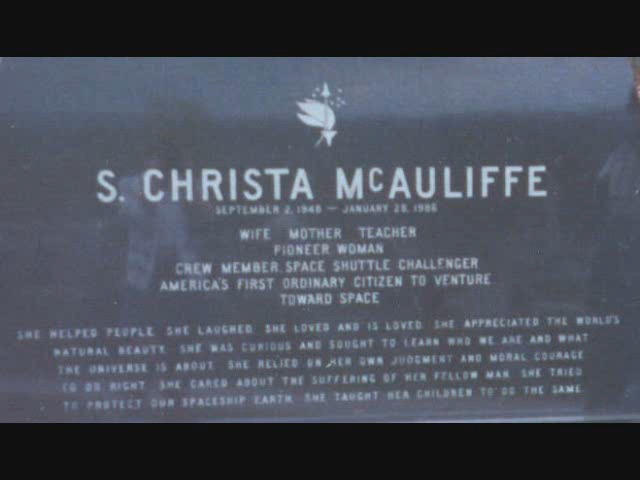 S. CHRISTA McAULIFFE
SEPTEMBER 2, 1948 — JANUARY 28, 1986
WIFE MOTHER TEACHER
PIONEER WOMAN
CREW MEMBER, SPACE SHUTTLE CHALLENGER
AMERICA'S FIRST ORDINARY CITIZEN TO VENTURE
TOWARD SPACE
SHE HELPED PEOPLE. SHE LAUGHED. SHE LOVED AND IS LOVED. SHE APPRECIATED THE WORLD'S
NATURAL BEAUTY. SHE WAS CURIOUS AND SOUGHT TO LEARN WHO WE ARE AND WHAT
THE UNIVERSE IS ABOUT. SHE RELIED ON HER OWN JUDGMENT AND MORAL COURAGE
TO DO RIGHT. SHE CARED ABOUT THE SUFFERING OF HER FELLOW MAN. SHE TRIED
TO PROTECT OUR SPACESHIP EARTH. SHE TAUGHT HER CHILDREN TO DO THE SAME.